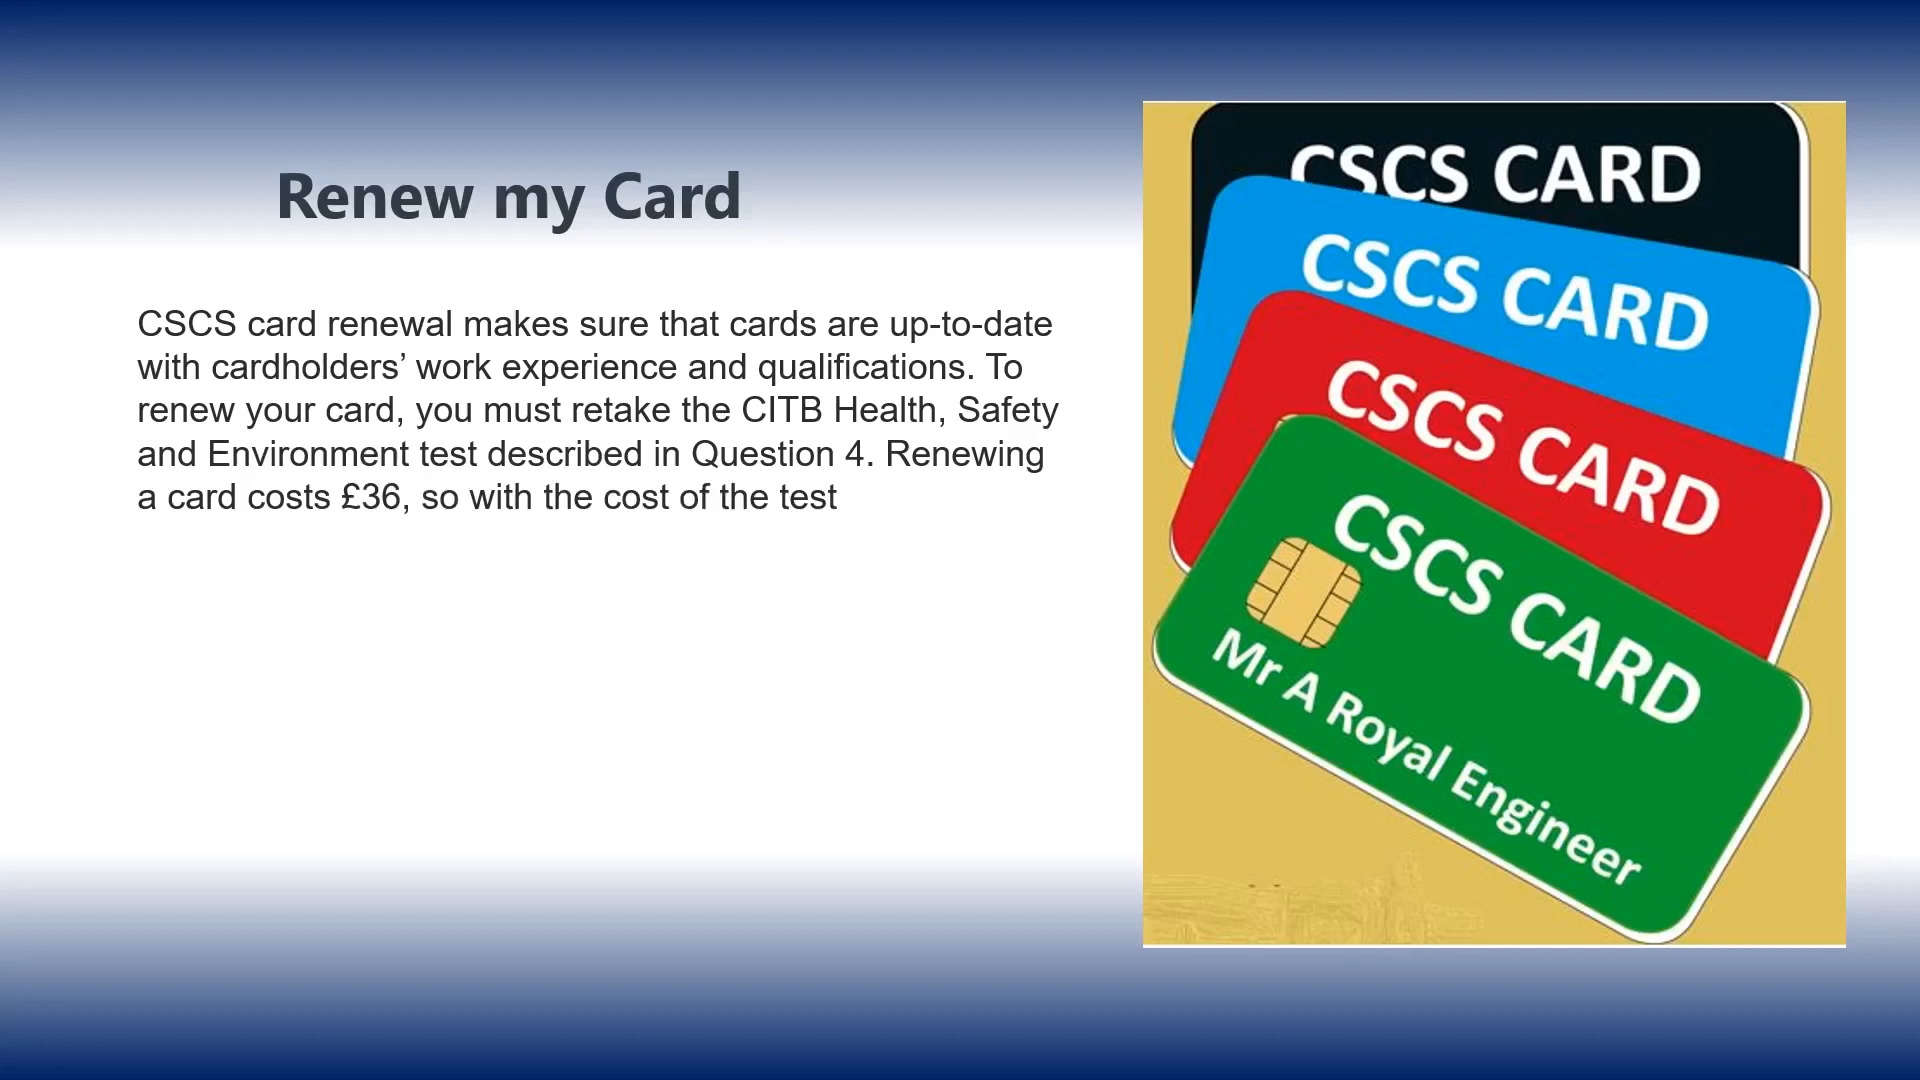 Renew my Card
CSCS card renewal makes sure that cards are up-to-date
with cardholders’ work experience and qualifications. To
renew your card, you must retake the CITB Health, Safety
and Environment test described in Question 4. Renewing
a card costs £36, so with the cost of the test
CSCS CARD
CSCS CARD
CSCS CARD
CSCS CARD
Mr A Royal Engineer